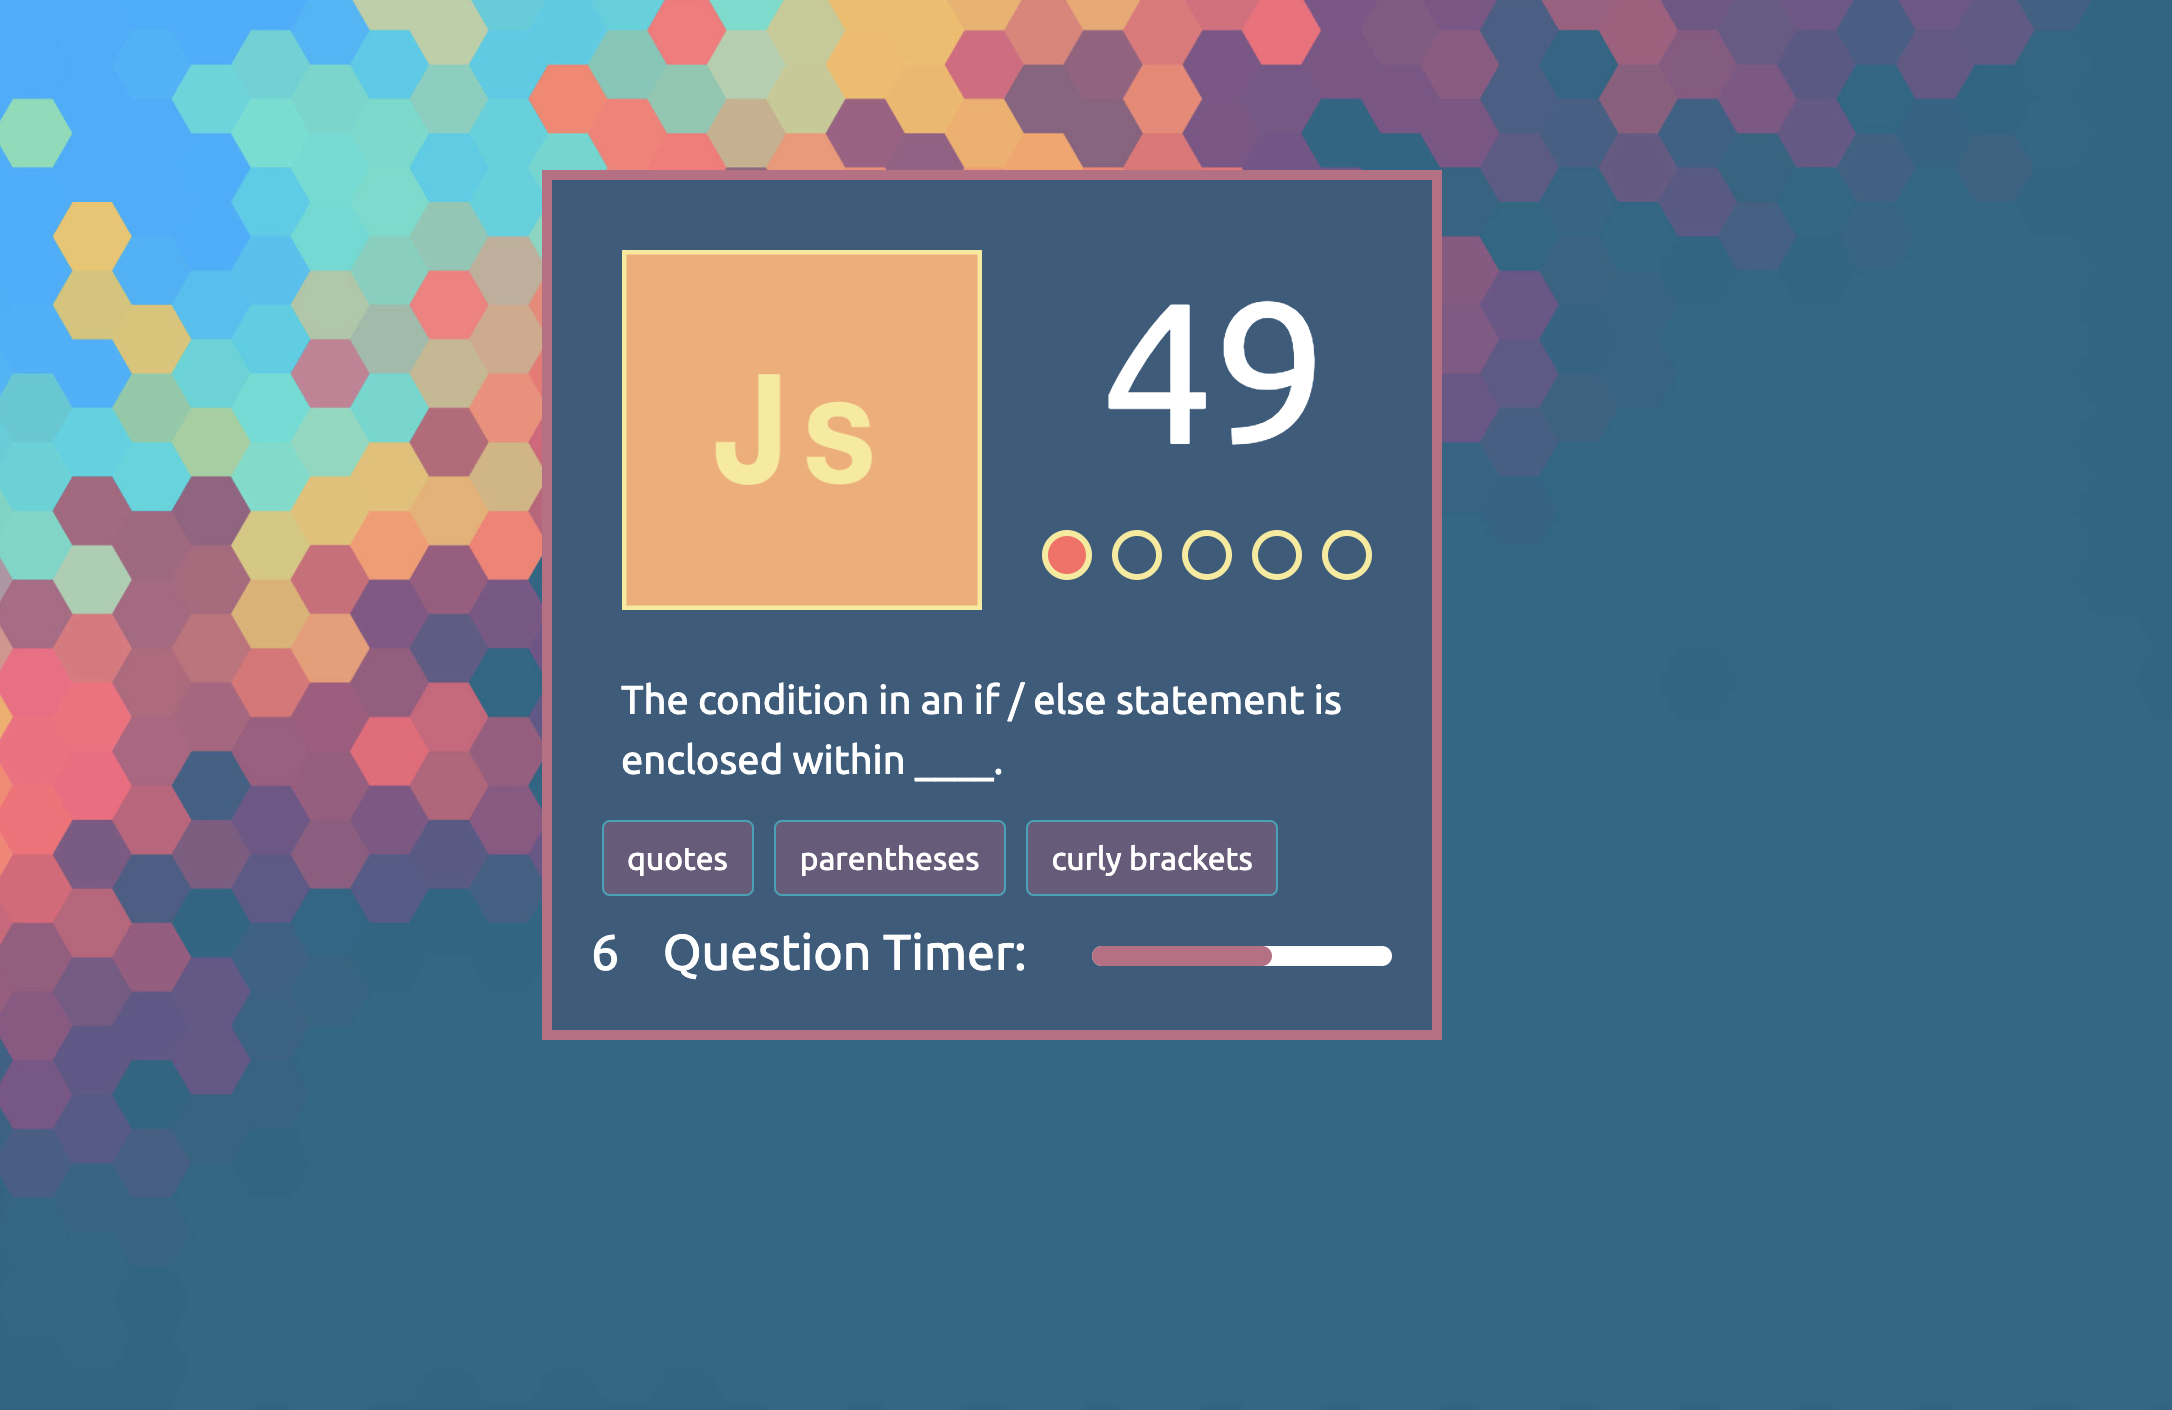 Js
49
The condition in an if / else statement is
enclosed within ____.
quotes
parentheses
curly brackets
6 Question Timer: